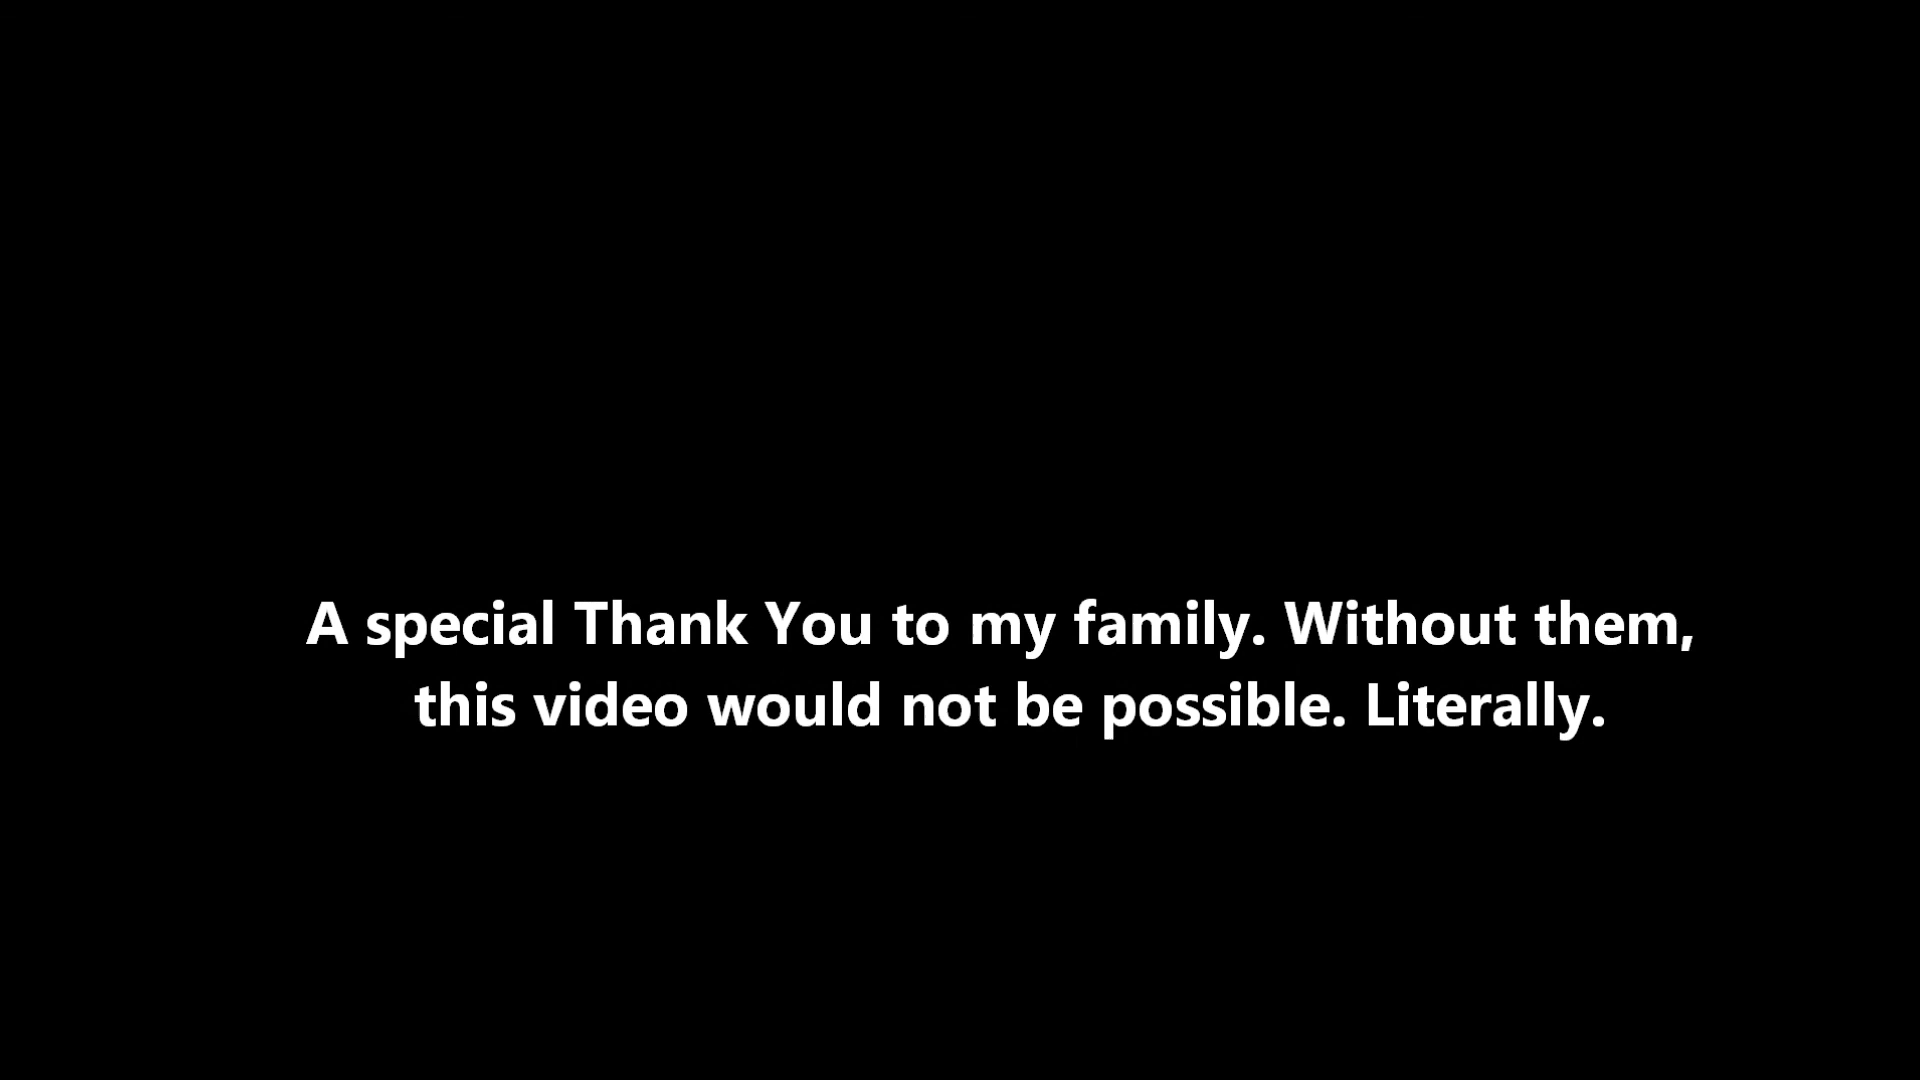 A special Thank You to my family. Without them,
this video would not be possible. Literally.